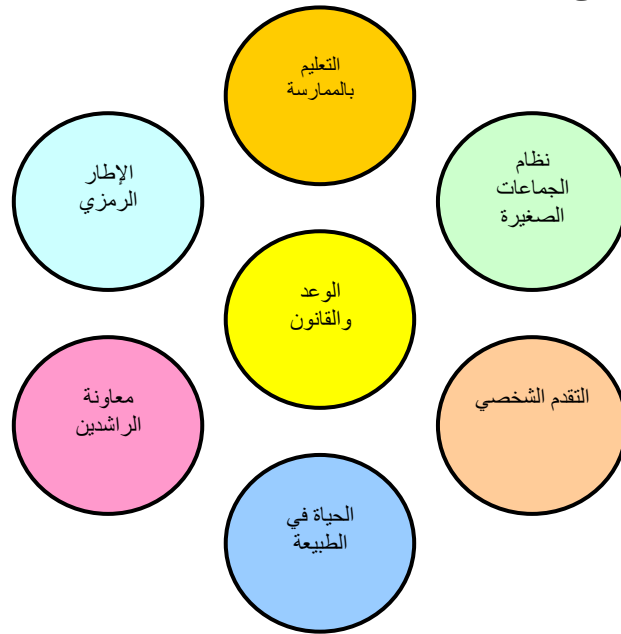 التعليم
بالممارسة
نظام
الجماعات
الصغيرة
الإطار
الرمزي
الوعد
والقانون
التقدم الشخصي
معاونة
الراشدين
الحياة في
الطبيعة